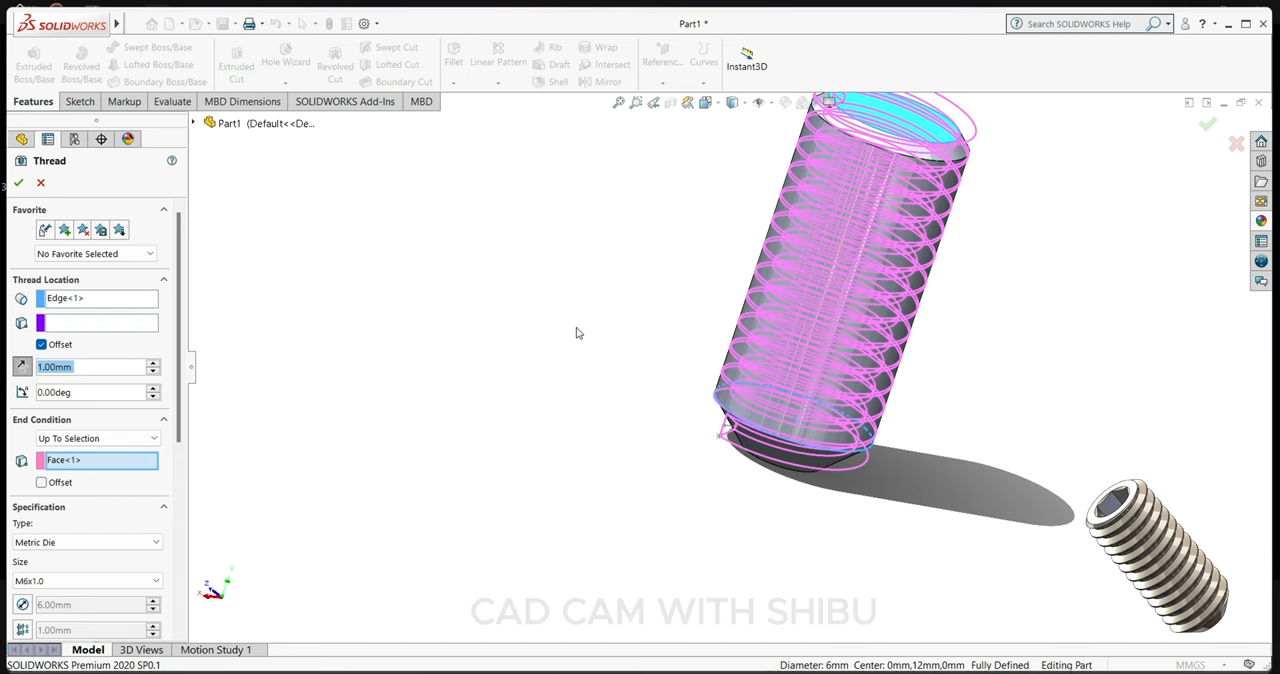 SOLIDWORKS
Part1 *
Search SOLIDWORKS Help
Extruded Boss/Base
Revolved Boss/Base
Swept Boss/Base
Lofted Boss/Base
Boundary Boss/Base
Extruded Cut
Hole Wizard
Revolved Cut
Swept Cut
Lofted Cut
Boundary Cut
Fillet
Linear Pattern
Rib
Draft
Shell
Wrap
Intersect
Mirror
Referenc...
Curves
Instant3D
Features
Sketch
Markup
Evaluate
MBD Dimensions
SOLIDWORKS Add-Ins
MBD
Part1 (Default<<De...
Thread
Favorite
No Favorite Selected
Thread Location
Edge<1>
Offset
1.00mm
0.00deg
End Condition
Up To Selection
Face<1>
Offset
Specification
Type:
Metric Die
Size
M6x1.0
6.00mm
1.00mm
CAD CAM WITH SHIBU
Model
3D Views
Motion Study 1
SOLIDWORKS Premium 2020 SP0.1
Diameter: 6mm Center: 0mm,12mm,0mm
Fully Defined
Editing Part
MMGS